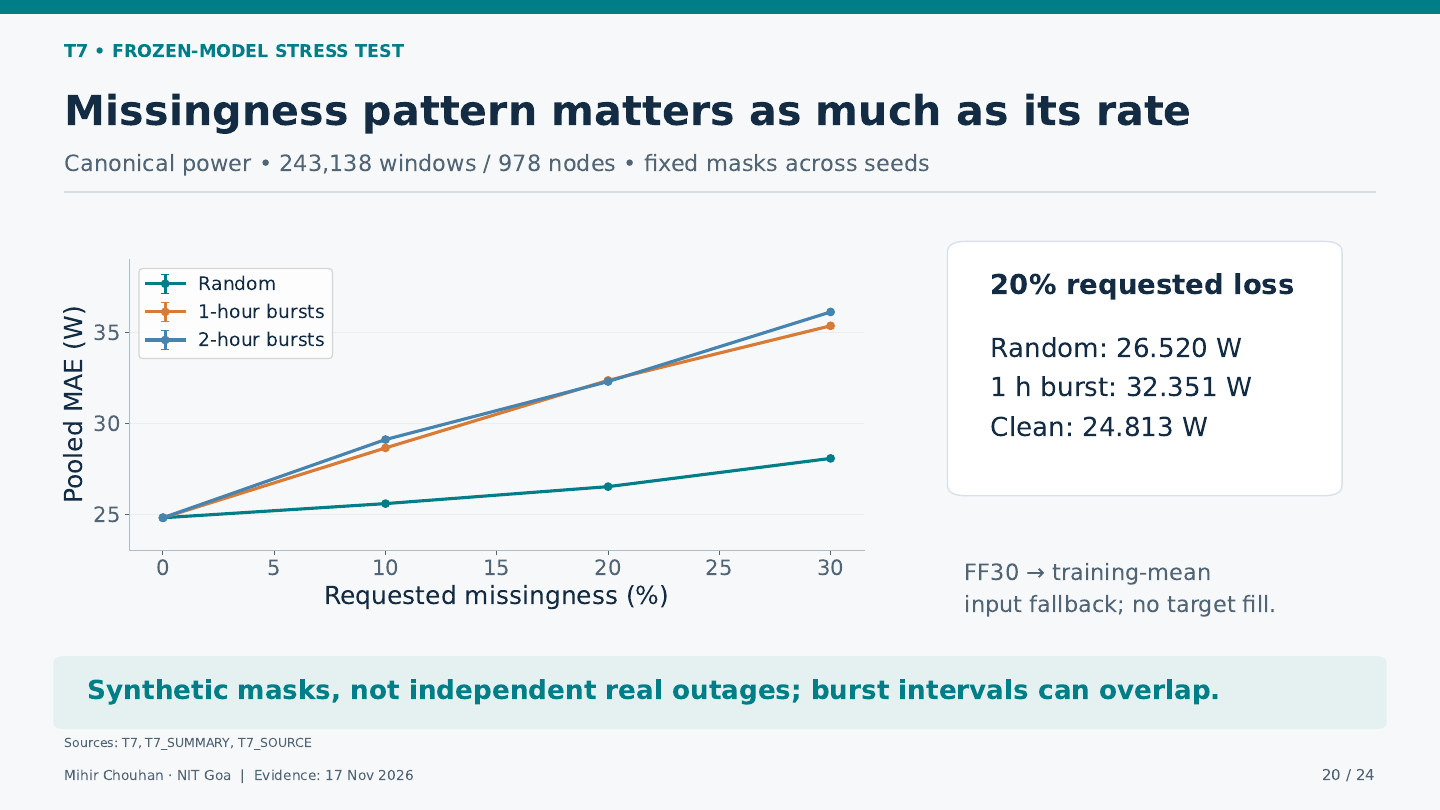 T7 • FROZEN-MODEL STRESS TEST
Missingness pattern matters as much as its rate
Canonical power • 243,138 windows / 978 nodes • fixed masks across seeds
Random
1-hour bursts
2-hour bursts
Pooled MAE (W)
35
30
25
0 5 10 15 20 25 30
Requested missingness (%)
20% requested loss
Random: 26.520 W
1 h burst: 32.351 W
Clean: 24.813 W
FF30 → training-mean
input fallback; no target fill.
Synthetic masks, not independent real outages; burst intervals can overlap.
Sources: T7, T7_SUMMARY, T7_SOURCE
Mihir Chouhan · NIT Goa | Evidence: 17 Nov 2026
20 / 24